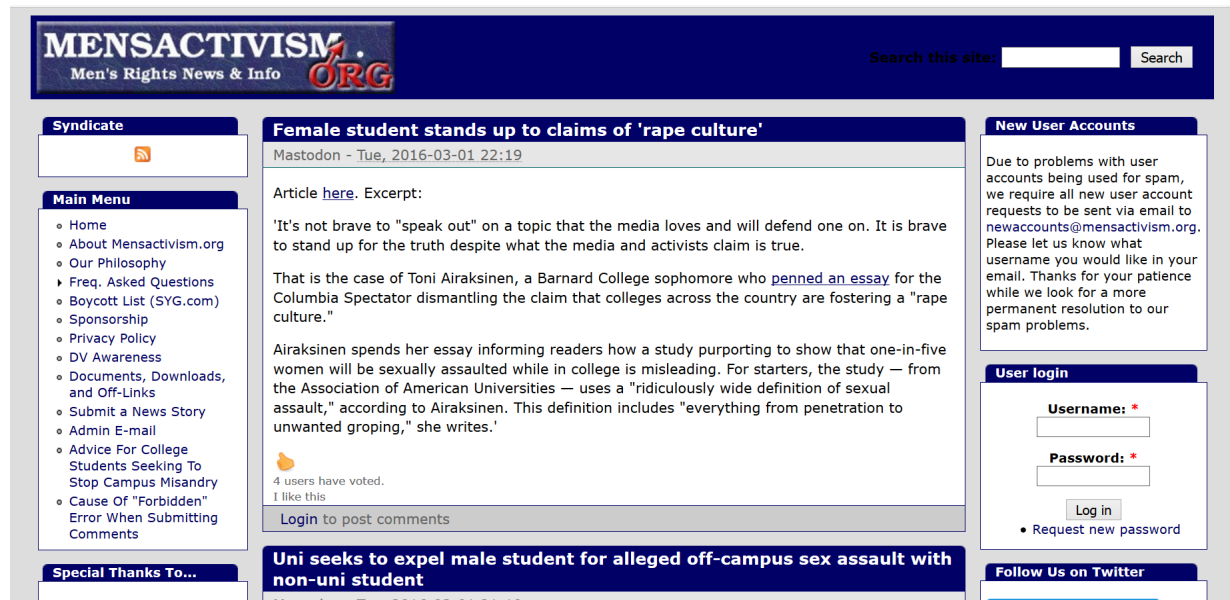 MENSACTIVISM.
Men's Rights News & Info
ORG
Search this site:
Search
Syndicate
Main Menu
Home
About Mensactivism.org
Our Philosophy
Freq. Asked Questions
Boycott List (SYG.com)
Sponsorship
Privacy Policy
DV Awareness
Documents, Downloads,
and Off-Links
Submit a News Story
Admin E-mail
Advice For College
Students Seeking To
Stop Campus Misandry
Cause Of "Forbidden"
Error When Submitting
Comments
Special Thanks To...
Female student stands up to claims of 'rape culture'
Mastodon - Tue, 2016-03-01 22:19
Article here. Excerpt:
'It's not brave to "speak out" on a topic that the media loves and will defend one on. It is brave
to stand up for the truth despite what the media and activists claim is true.
That is the case of Toni Airaksinen, a Barnard College sophomore who penned an essay for the
Columbia Spectator dismantling the claim that colleges across the country are fostering a "rape
culture."
Airaksinen spends her essay informing readers how a study purporting to show that one-in-five
women will be sexually assaulted while in college is misleading. For starters, the study — from
the Association of American Universities — uses a "ridiculously wide definition of sexual
assault," according to Airaksinen. This definition includes "everything from penetration to
unwanted groping," she writes.'
4 users have voted.
I like this
Login to post comments
Uni seeks to expel male student for alleged off-campus sex assault with
non-uni student
New User Accounts
Due to problems with user
accounts being used for spam,
we require all new user account
requests to be sent via email to
newaccounts@mensactivism.org.
Please let us know what
username you would like in your
email. Thanks for your patience
while we look for a more
permanent resolution to our
spam problems.
User login
Username: *
Password: *
Log in
Request new password
Follow Us on Twitter